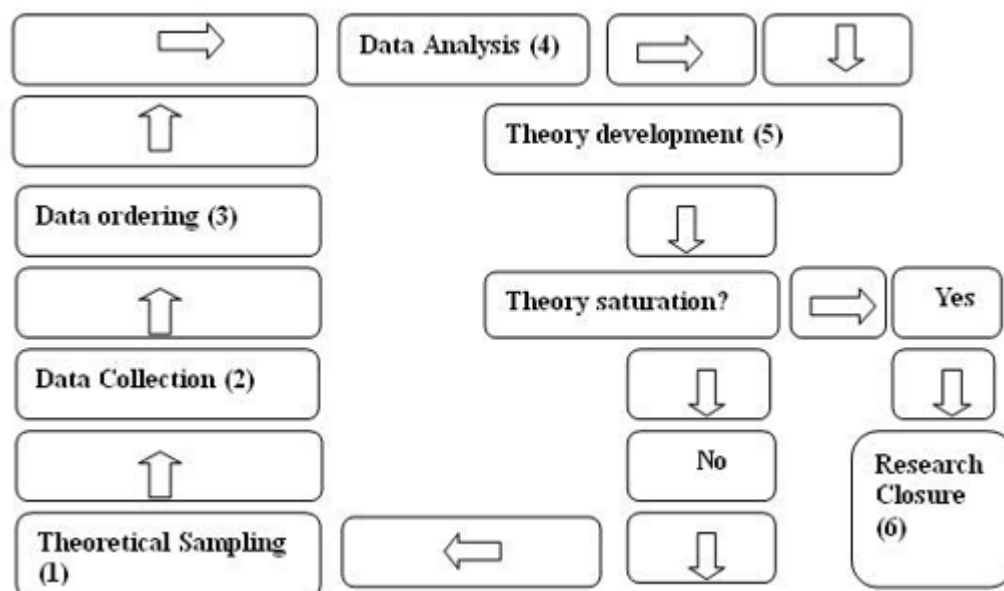 Data Analysis (4)
Theory development (5)
Data ordering (3)
Theory saturation?
Yes
Data Collection (2)
No
Research
Closure
(6)
Theoretical Sampling
(1)